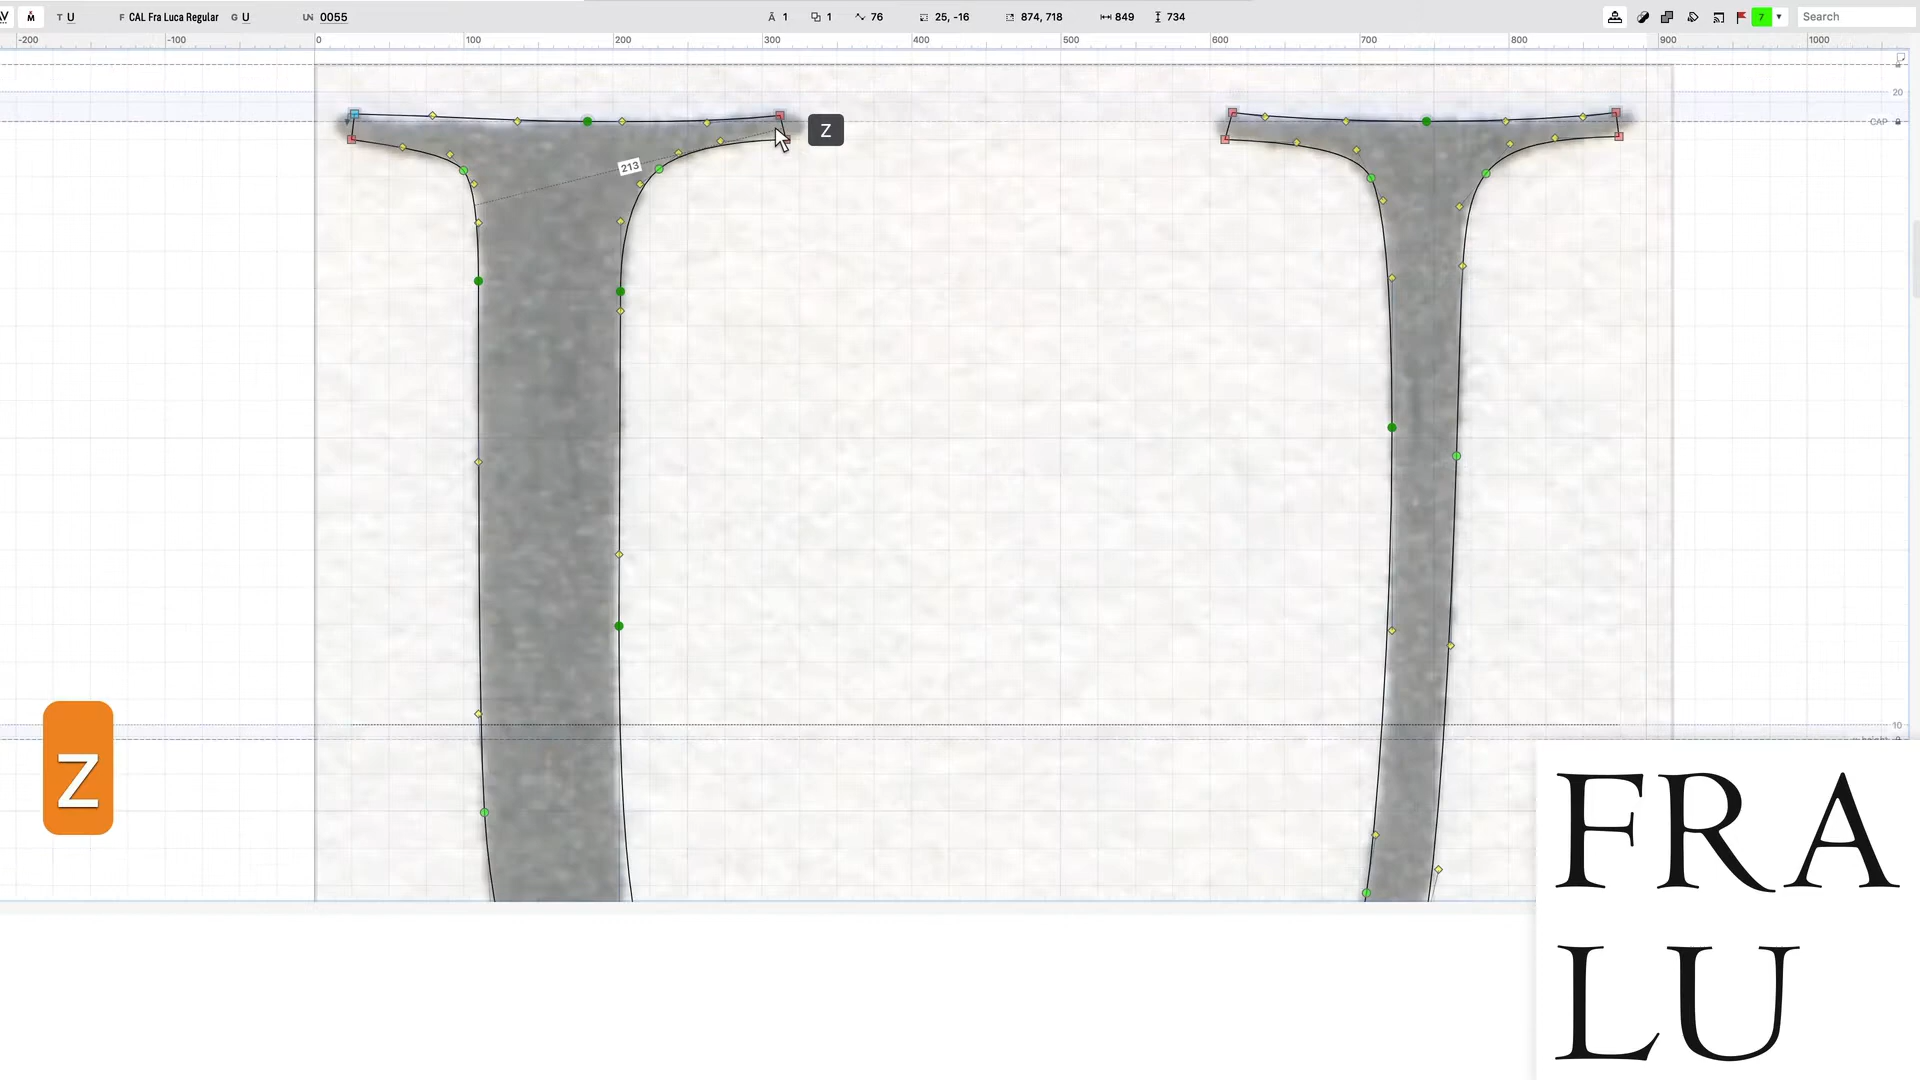 T U F CAL Fra Luca Regular G U UN 0055 1 1 76 25, -16 874, 718 849 734 7 Search
-200 -100 0 100 200 300 400 500 600 700 800 900 1000
20
CAP
Z
213
10
Z
FRA
LU